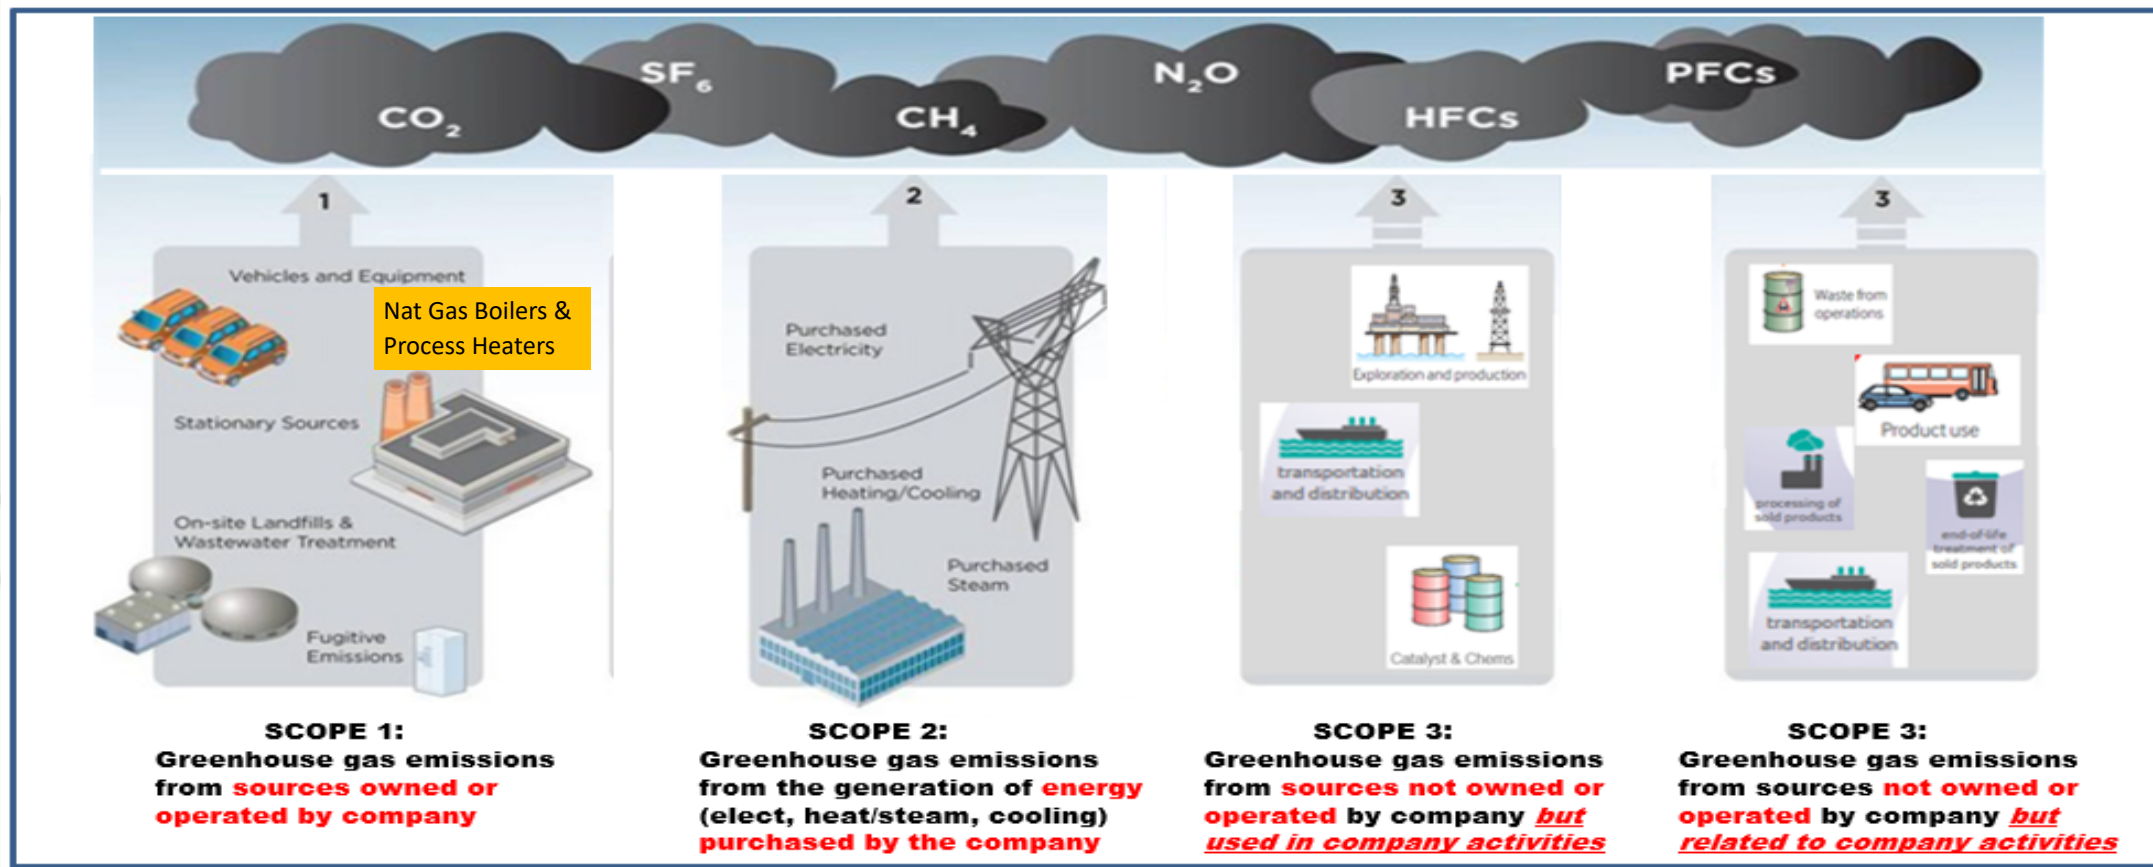 CO₂
SF₆
CH₄
N₂O
HFCs
PFCs
1
Vehicles and Equipment
Nat Gas Boilers &
Process Heaters
Stationary Sources
On-site Landfills &
Wastewater Treatment
Fugitive
Emissions
SCOPE 1:
Greenhouse gas emissions
from sources owned or
operated by company
2
Purchased
Electricity
Purchased
Heating/Cooling
Purchased
Steam
SCOPE 2:
Greenhouse gas emissions
from the generation of energy
(elect, heat/steam, cooling)
purchased by the company
3
Exploration and production
transportation
and distribution
Catalyst & Chems
SCOPE 3:
Greenhouse gas emissions
from sources not owned or
operated by company but
used in company activities
3
Waste from
operations
Product use
processing of
sold products
end-of-life
treatment of
sold products
transportation
and distribution
SCOPE 3:
Greenhouse gas emissions
from sources not owned or
operated by company but
related to company activities